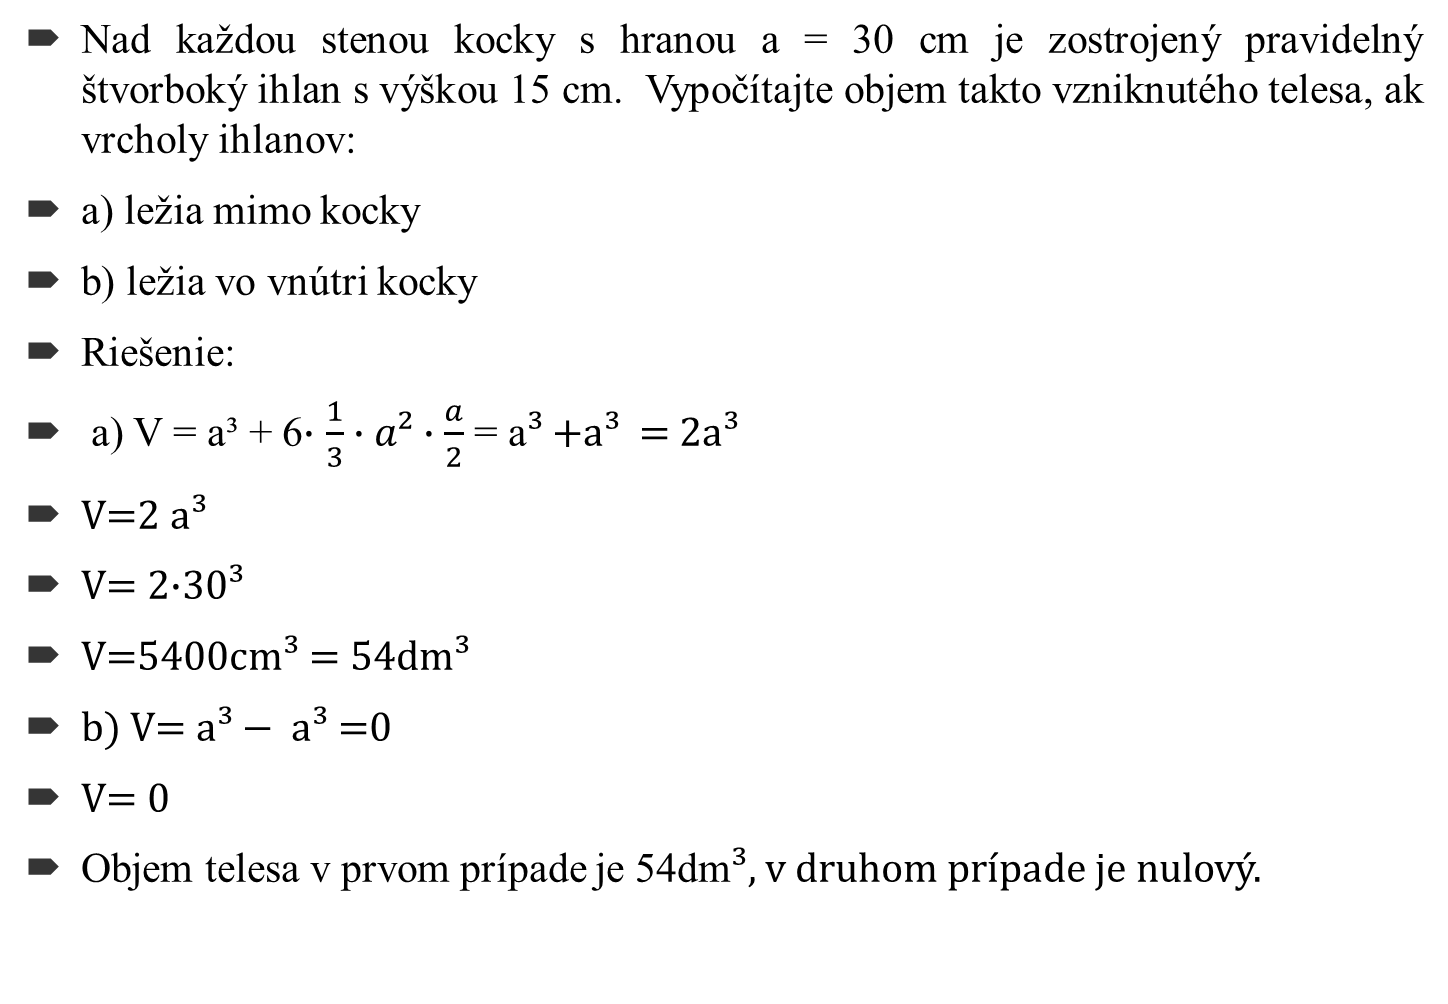 Nad každou stenou kocky s hranou a = 30 cm je zostrojený pravidelný
štvorboký ihlan s výškou 15 cm. Vypočítajte objem takto vzniknutého telesa, ak
vrcholy ihlanov:
a) ležia mimo kocky
b) ležia vo vnútri kocky
Riešenie:
a) V = a³ + 6· 1/3 · a² · a/2 = a³ +a³ = 2a³
V=2 a³
V= 2·30³
V=5400cm³ = 54dm³
b) V= a³ − a³ =0
V= 0
Objem telesa v prvom prípade je 54dm³, v druhom prípade je nulový.